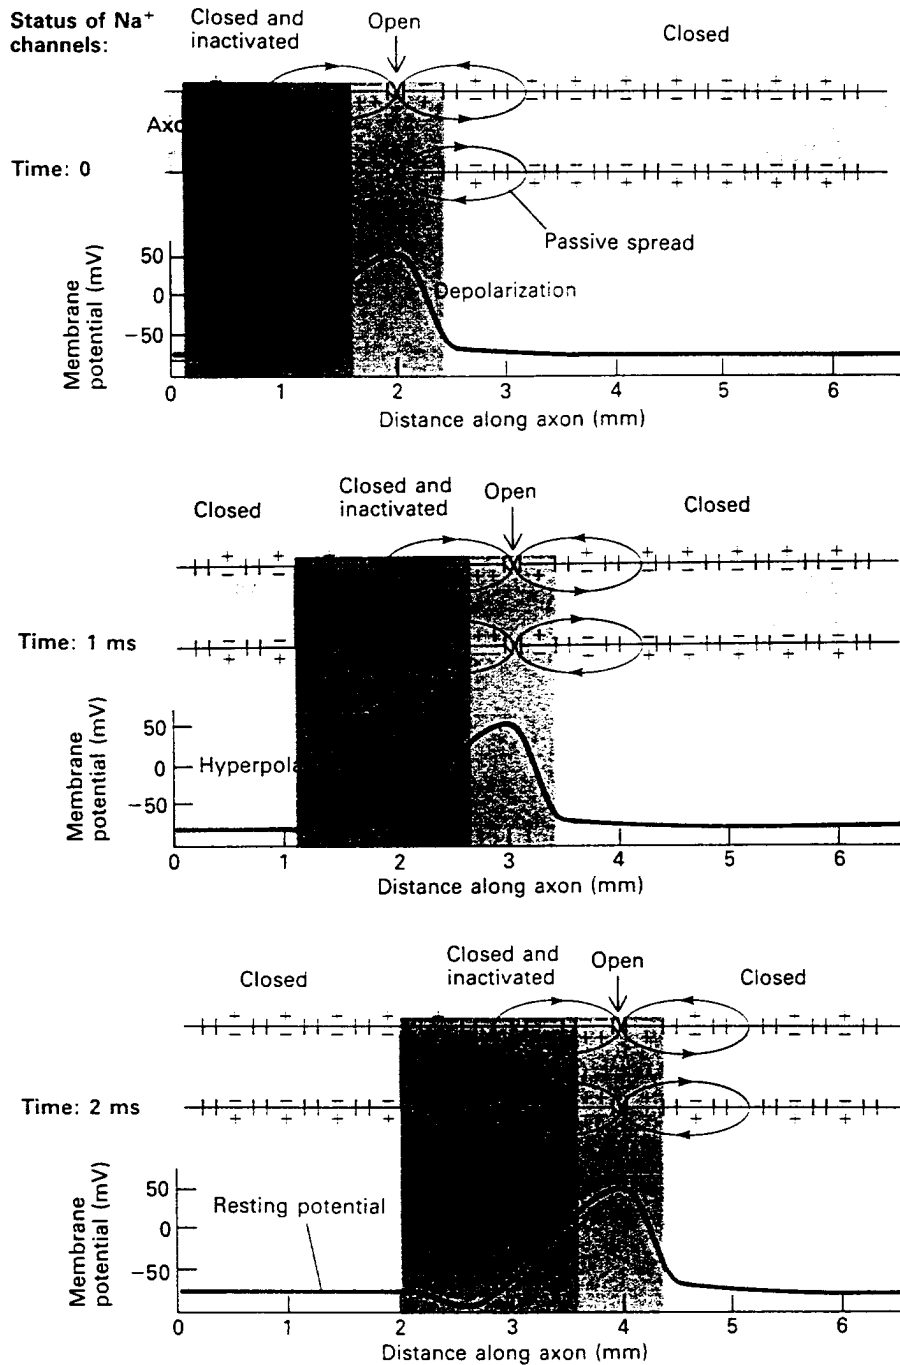 Status of Na+
channels:
Closed and
inactivated
Open
Closed
Time: 0
Passive spread
Membrane
potential (mV)
50
0
−50
Depolarization
0 1 2 3 4 5 6
Distance along axon (mm)
Closed
Closed and
inactivated
Open
Closed
Time: 1 ms
Membrane
potential (mV)
50
0
−50
0 1 2 3 4 5 6
Distance along axon (mm)
Closed
Closed and
inactivated
Open
Closed
Time: 2 ms
Membrane
potential (mV)
50
0
−50
Resting potential
0 1 2 3 4 5 6
Distance along axon (mm)